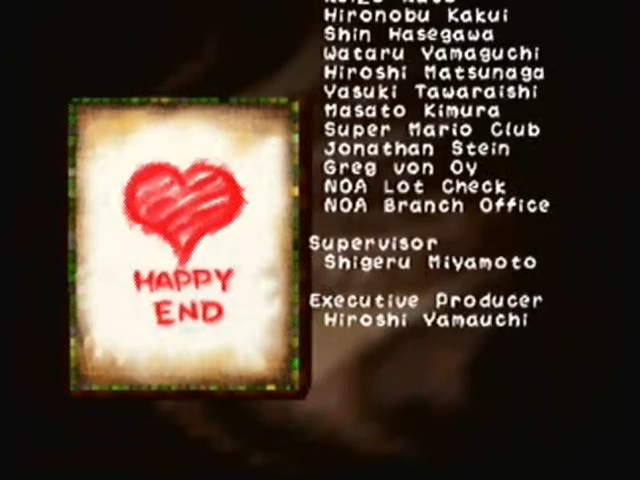 Hironobu Kakui
Shin Hasegawa
Wataru Yamaguchi
Hiroshi Matsunaga
Yasuki Tawaraishi
Masato Kimura
Super Mario Club
Jonathan Stein
Greg von Oy
NOA Lot Check
NOA Branch Office
Supervisor
Shigeru Miyamoto
Executive Producer
Hiroshi Yamauchi
HAPPY
END